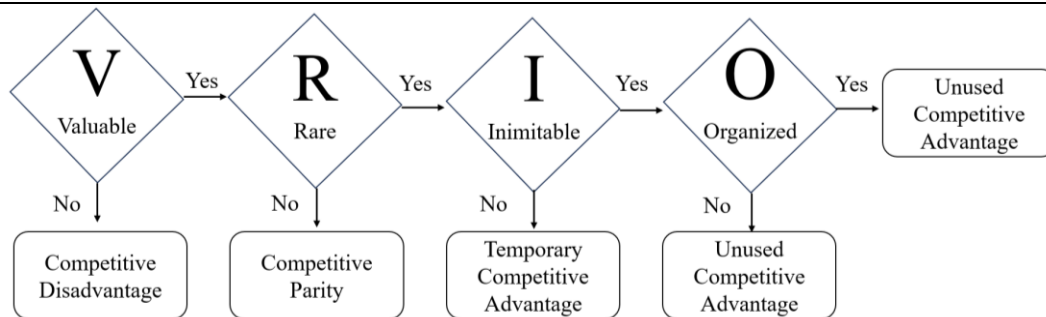 V
Valuable
Yes
R
Rare
Yes
I
Inimitable
Yes
O
Organized
Yes
Unused
Competitive
Advantage
No
Competitive
Disadvantage
No
Competitive
Parity
No
Temporary
Competitive
Advantage
No
Unused
Competitive
Advantage